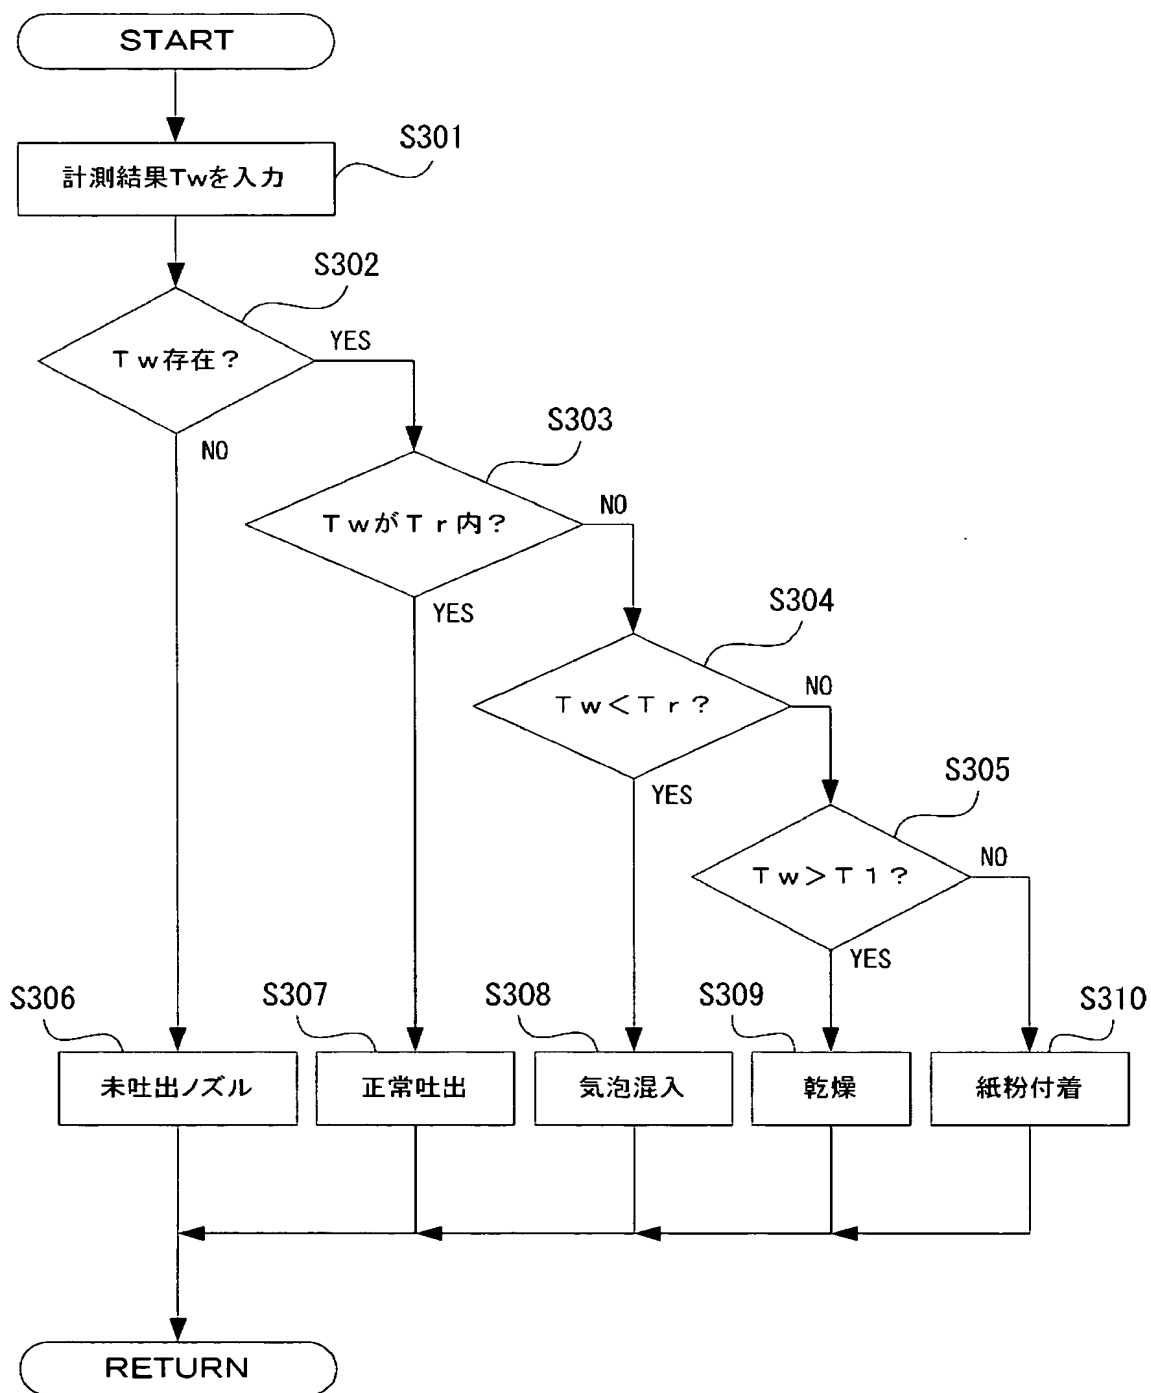 START
S301
計測結果Twを入力
S302
Tw存在?
YES
NO
S303
TwがTr内?
NO
YES
S304
Tw<Tr?
NO
YES
S305
Tw>T1?
NO
YES
S306
S307
S308
S309
S310
未吐出ノズル
正常吐出
気泡混入
乾燥
紙粉付着
RETURN